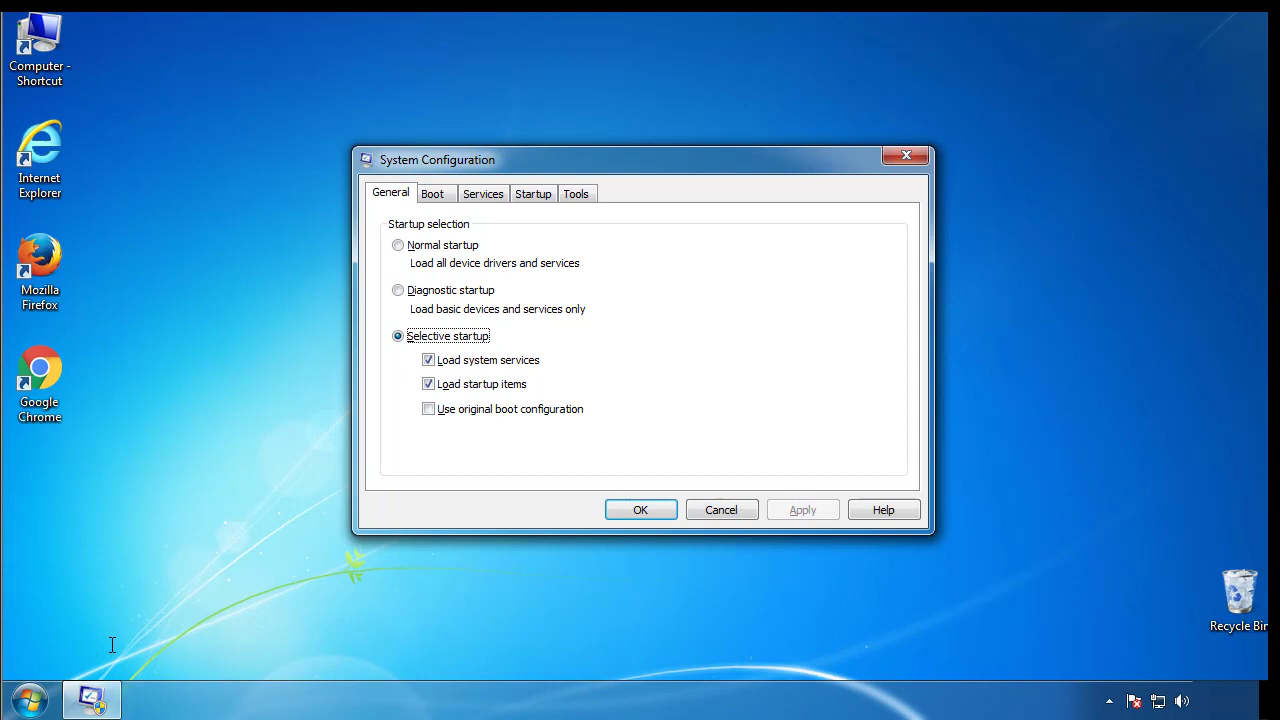 Computer -
Shortcut
Internet
Explorer
Mozilla
Firefox
Google
Chrome
System Configuration
General Boot Services Startup Tools
Startup selection
Normal startup
Load all device drivers and services
Diagnostic startup
Load basic devices and services only
Selective startup
Load system services
Load startup items
Use original boot configuration
OK Cancel Apply Help
Recycle Bin